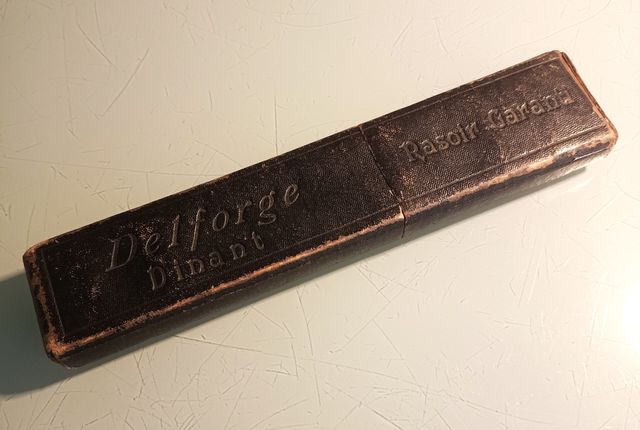 Delforge
Dinant
Rasoir Garanti